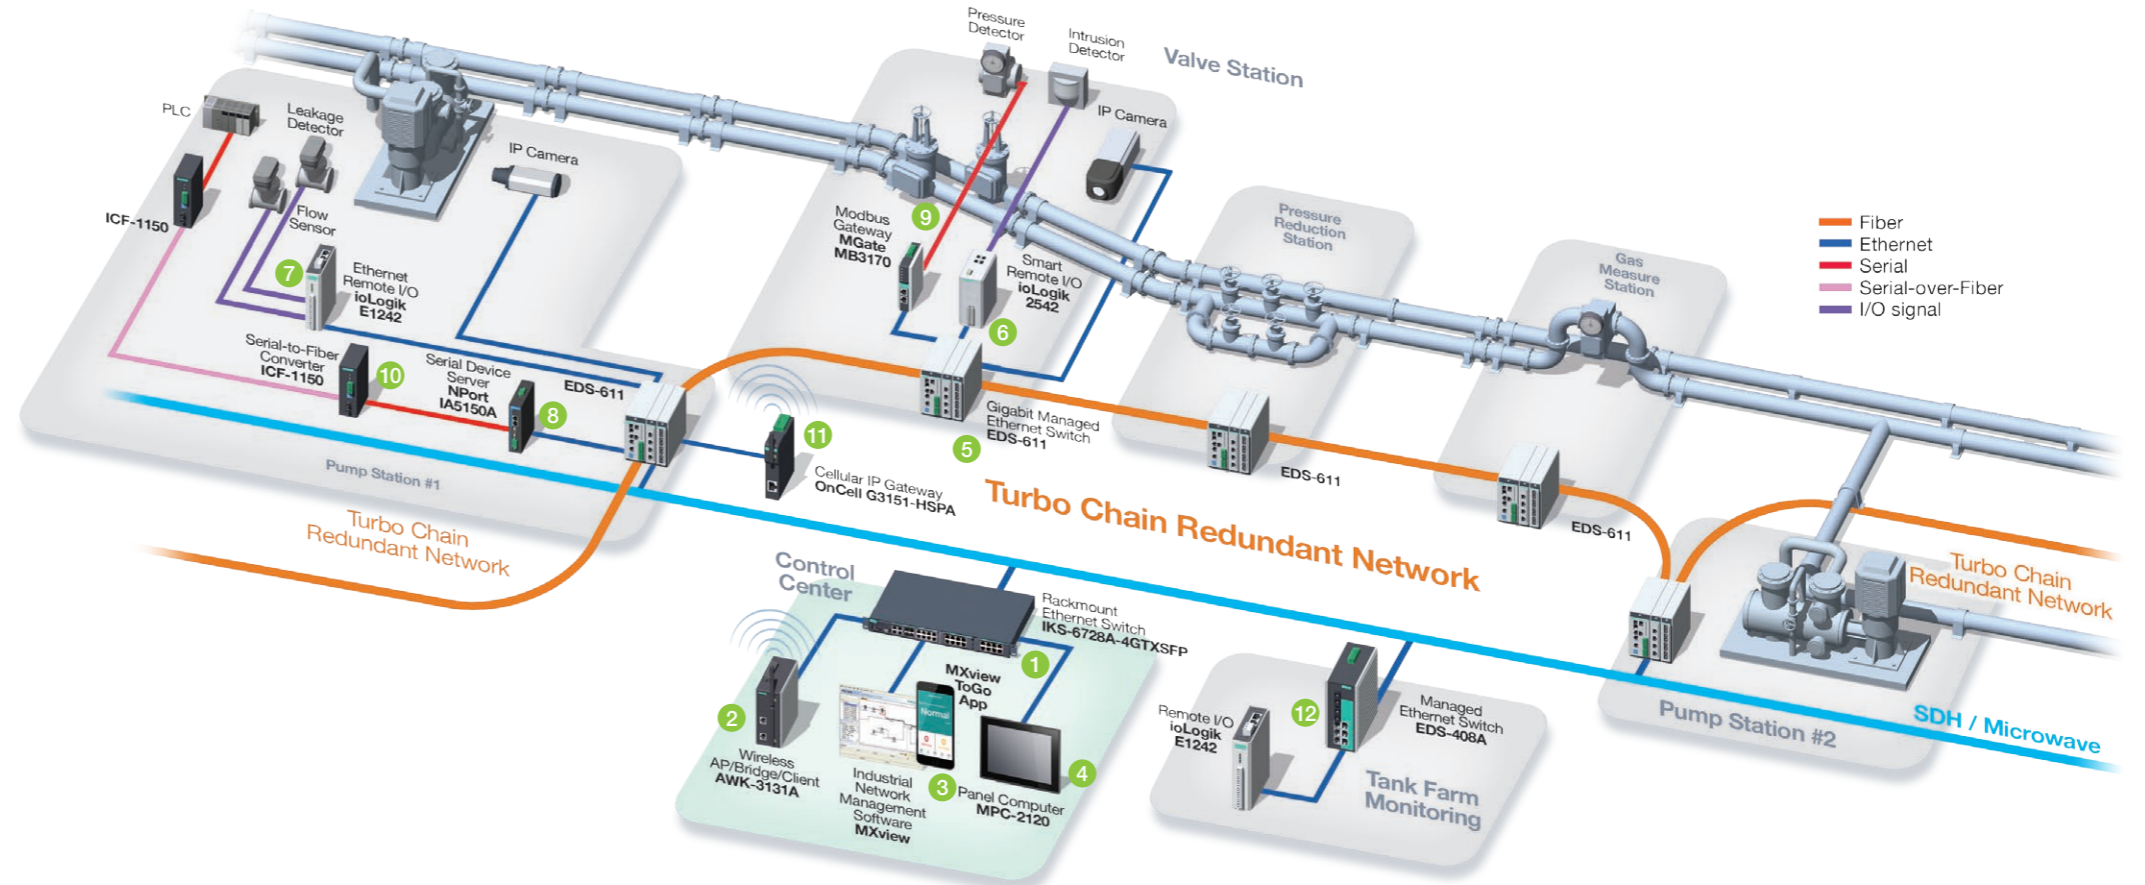 Pressure
Detector
Intrusion
Detector
Valve Station
IP Camera
PLC
Leakage
Detector
IP Camera
ICF-1150
Flow
Sensor
7
Ethernet
Remote I/O
ioLogik
E1242
Modbus
Gateway
MGate
MB3170
9
Smart
Remote I/O
ioLogik
2542
6
Pressure
Reduction
Station
Gas
Measure
Station
Fiber
Ethernet
Serial
Serial-over-Fiber
I/O signal
Serial-to-Fiber
Converter
ICF-1150
10
Serial Device
Server
NPort
IA5150A
8
EDS-611
11
Cellular IP Gateway
OnCell G3151-HSPA
Gigabit Managed
Ethernet Switch
EDS-611
5
EDS-611
EDS-611
Pump Station #1
Turbo Chain
Redundant Network
Turbo Chain Redundant Network
Turbo Chain
Redundant Network
Control
Center
Rackmount
Ethernet Switch
IKS-6728A-4GTXSFP
1
MXview
ToGo
App
Normal
2
Wireless
AP/Bridge/Client
AWK-3131A
Industrial
Network
Management
Software
MXview
3
Panel Computer
MPC-2120
4
Remote I/O
ioLogik
E1242
12
Managed
Ethernet Switch
EDS-408A
Tank Farm
Monitoring
Pump Station #2
SDH / Microwave